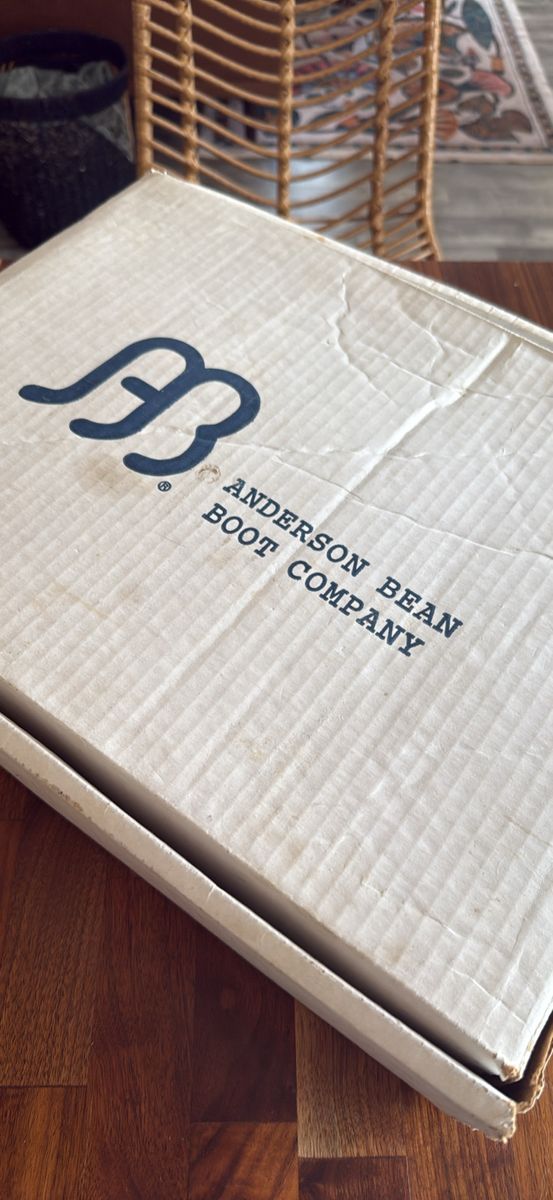 AB
®
ANDERSON BEAN
BOOT COMPANY